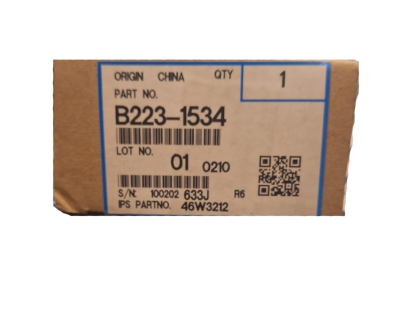 ORIGIN CHINA QTY 1
PART NO.
B223-1534
LOT NO.
01 0210
S/N: 100202 633J R6
IPS PARTNO. 46W3212